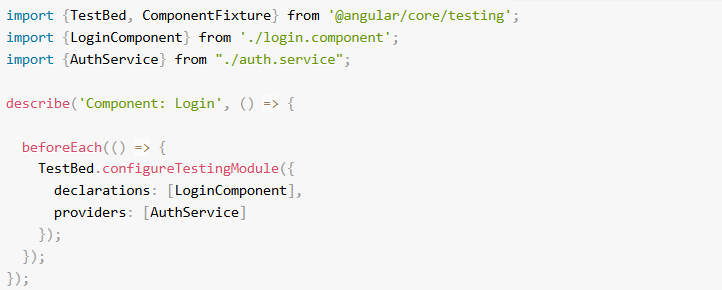 import {TestBed, ComponentFixture} from '@angular/core/testing';
import {LoginComponent} from './login.component';
import {AuthService} from "./auth.service";

describe('Component: Login', () => {

  beforeEach(() => {
    TestBed.configureTestingModule({
      declarations: [LoginComponent],
      providers: [AuthService]
    });
  });
});